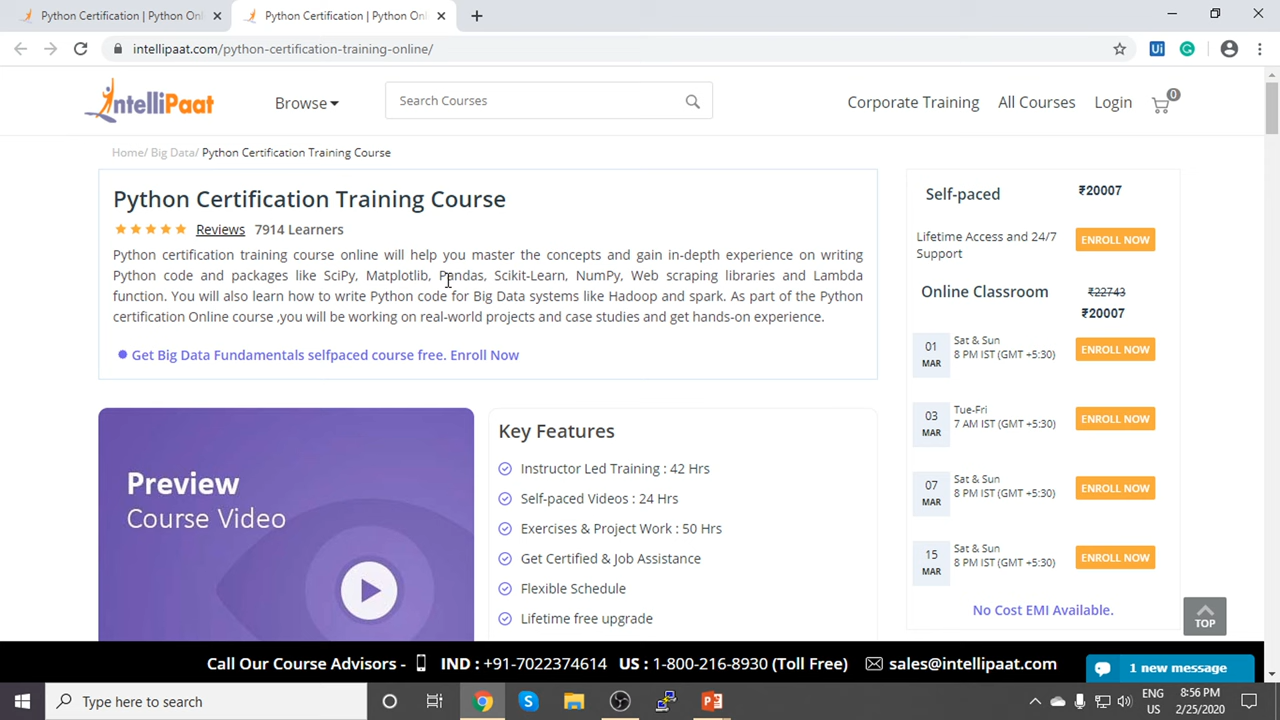 Python Certification | Python Onl
Python Certification | Python Onl
intellipaat.com/python-certification-training-online/
IntelliPaat
Browse
Search Courses
Corporate Training
All Courses
Login
0
Home/ Big Data/ Python Certification Training Course
Python Certification Training Course
Reviews 7914 Learners
Python certification training course online will help you master the concepts and gain in-depth experience on writing
Python code and packages like SciPy, Matplotlib, Pandas, Scikit-Learn, NumPy, Web scraping libraries and Lambda
function. You will also learn how to write Python code for Big Data systems like Hadoop and spark. As part of the Python
certification Online course ,you will be working on real-world projects and case studies and get hands-on experience.
Get Big Data Fundamentals selfpaced course free. Enroll Now
Self-paced ₹20007
Lifetime Access and 24/7
Support
ENROLL NOW
Online Classroom ₹22743
₹20007
01
MAR
Sat & Sun
8 PM IST (GMT +5:30)
ENROLL NOW
03
MAR
Tue-Fri
7 AM IST (GMT +5:30)
ENROLL NOW
07
MAR
Sat & Sun
8 PM IST (GMT +5:30)
ENROLL NOW
15
MAR
Sat & Sun
8 PM IST (GMT +5:30)
ENROLL NOW
No Cost EMI Available.
Preview
Course Video
Key Features
Instructor Led Training : 42 Hrs
Self-paced Videos : 24 Hrs
Exercises & Project Work : 50 Hrs
Get Certified & Job Assistance
Flexible Schedule
Lifetime free upgrade
TOP
Call Our Course Advisors - IND : +91-7022374614 US : 1-800-216-8930 (Toll Free) sales@intellipaat.com
1 new message
Type here to search
ENG
US
8:56 PM
2/25/2020